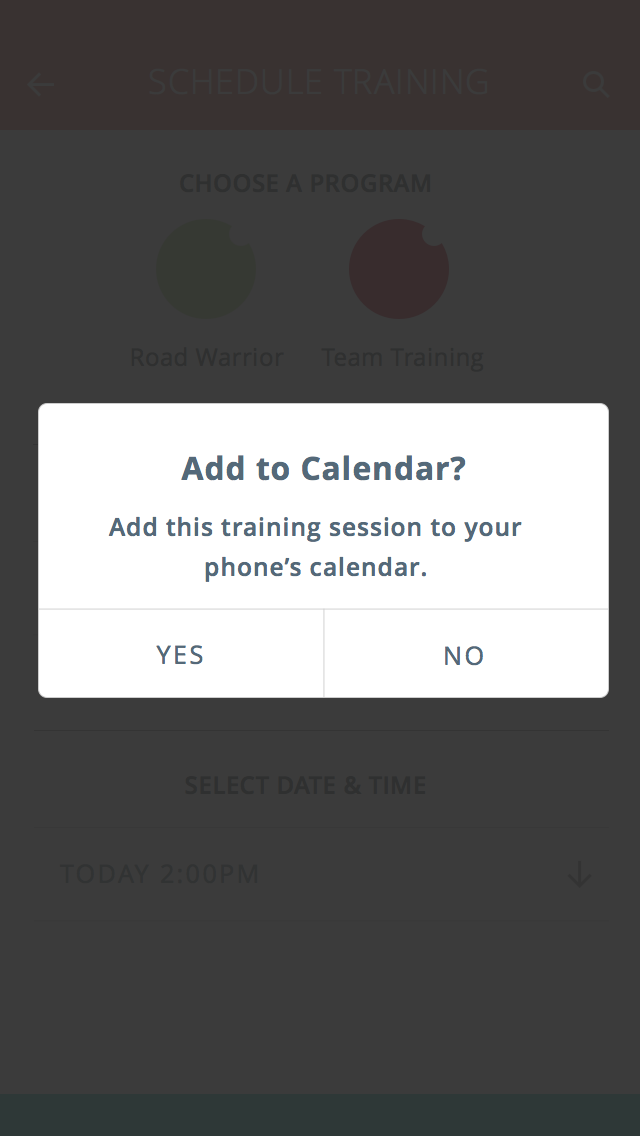 SCHEDULE TRAINING
CHOOSE A PROGRAM
Road Warrior Team Training
Add to Calendar?
Add this training session to your
phone’s calendar.
YES NO
SELECT DATE & TIME
TODAY 2:00PM